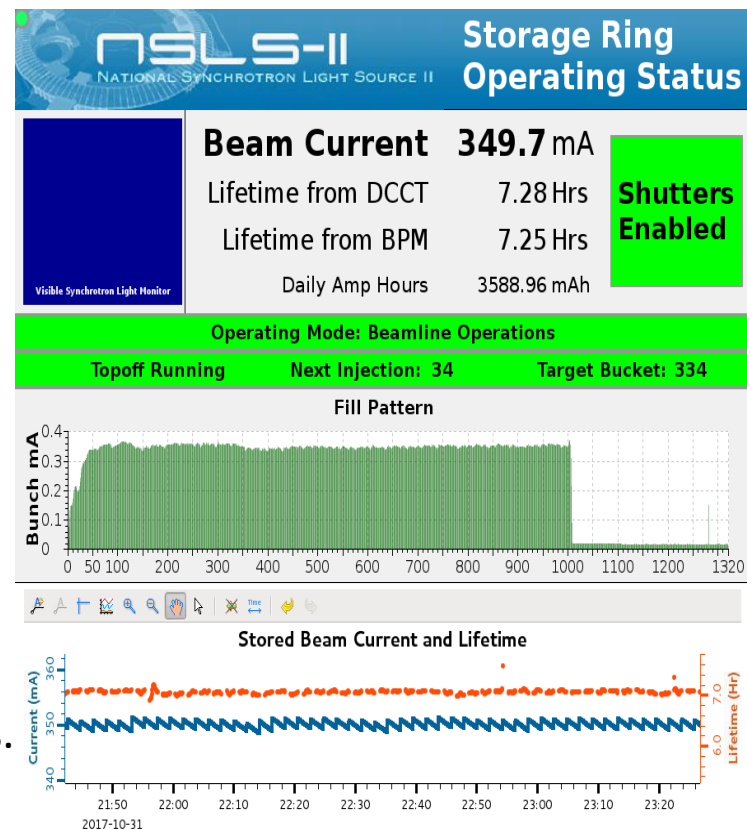 NSLS-II
NATIONAL SYNCHROTRON LIGHT SOURCE II
Storage Ring
Operating Status
Visible Synchrotron Light Monitor
Beam Current 349.7 mA
Lifetime from DCCT 7.28 Hrs
Lifetime from BPM 7.25 Hrs
Daily Amp Hours 3588.96 mAh
Shutters
Enabled
Operating Mode: Beamline Operations
Topoff Running Next Injection: 34 Target Bucket: 334
Fill Pattern
Bunch mA
0.4
0.3
0.2
0.1
0
0 50 100 200 300 400 500 600 700 800 900 1000 1100 1200 1320
Time
Stored Beam Current and Lifetime
Current (mA)
360
350
340
7.0
6.0
Lifetime (Hr)
21:50 22:00 22:10 22:20 22:30 22:40 22:50 23:00 23:10 23:20
2017-10-31